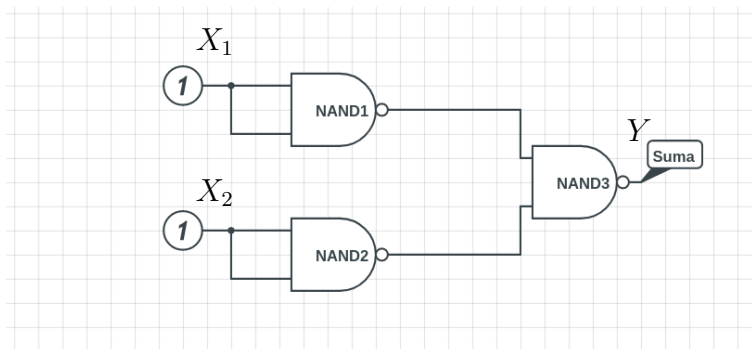 X₁
1
NAND1
Y
Suma
NAND3
X₂
1
NAND2